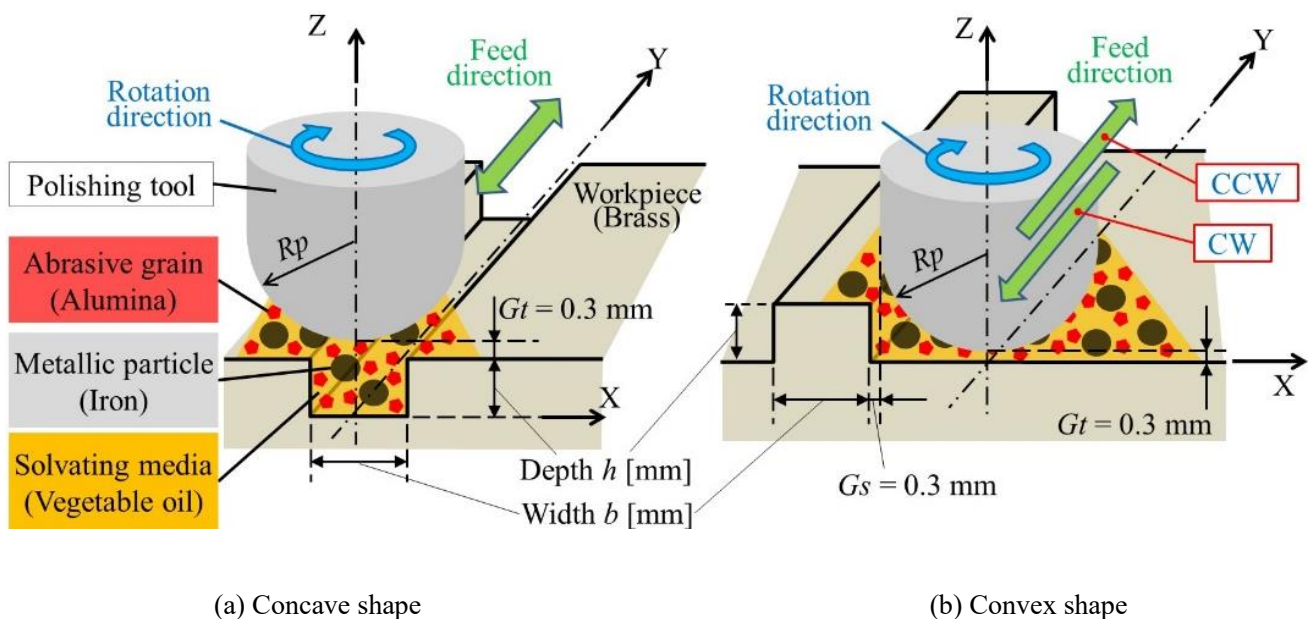 Z
Y
Feed
direction
Rotation
direction
Polishing tool
Workpiece
(Brass)
Rp
Abrasive grain
(Alumina)
Gt = 0.3 mm
Metallic particle
(Iron)
X
Solvating media
(Vegetable oil)
Depth h [mm]
Width b [mm]
(a) Concave shape
Z
Y
Feed
direction
Rotation
direction
CCW
CW
Rp
X
Gt = 0.3 mm
Gs = 0.3 mm
(b) Convex shape